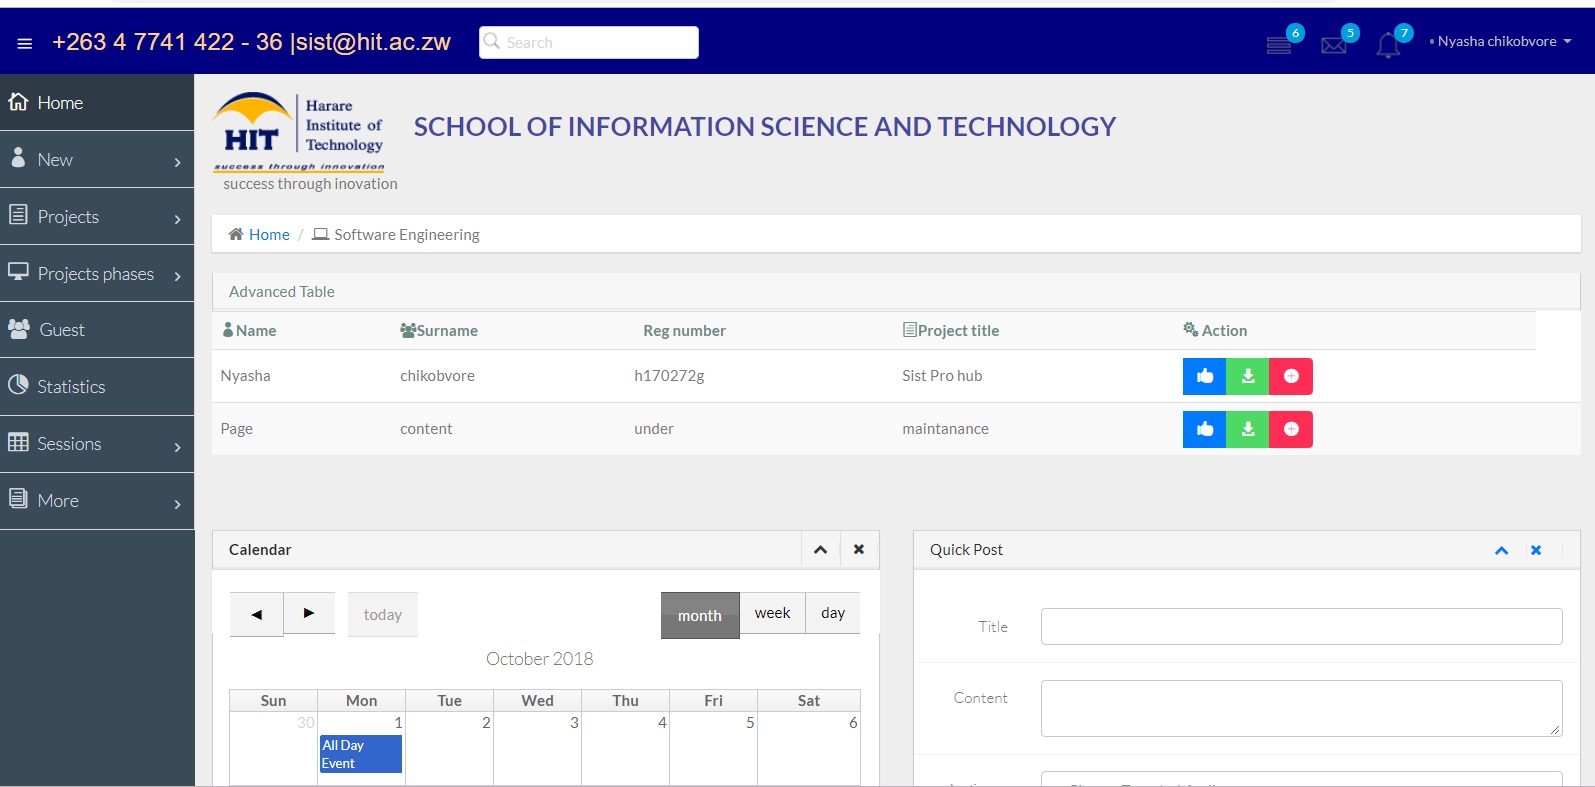 +263 4 7741 422 - 36 |sist@hit.ac.zw
Search
6
5
7
Nyasha chikobvore
Home
New
Projects
Projects phases
Guest
Statistics
Sessions
More
HIT
Harare
Institute of
Technology
success through innovation
success through inovation
SCHOOL OF INFORMATION SCIENCE AND TECHNOLOGY
Home / Software Engineering
Advanced Table
Name Surname Reg number Project title Action
Nyasha chikobvore h170272g Sist Pro hub
Page content under maintanance
Calendar
today
month week day
October 2018
Sun Mon Tue Wed Thu Fri Sat
30 1 2 3 4 5 6
All Day
Event
Quick Post
Title
Content